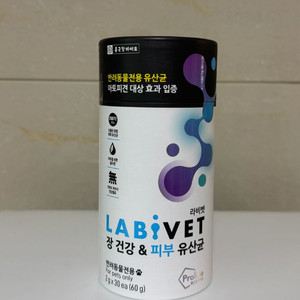 종근당바이오
반려동물전용 유산균
아토피견 대상 효과 입증
無
라비벳
LABiVET
장 건강 & 피부 유산균
반려동물전용
For pets only
2 g x 30 ea (60 g)